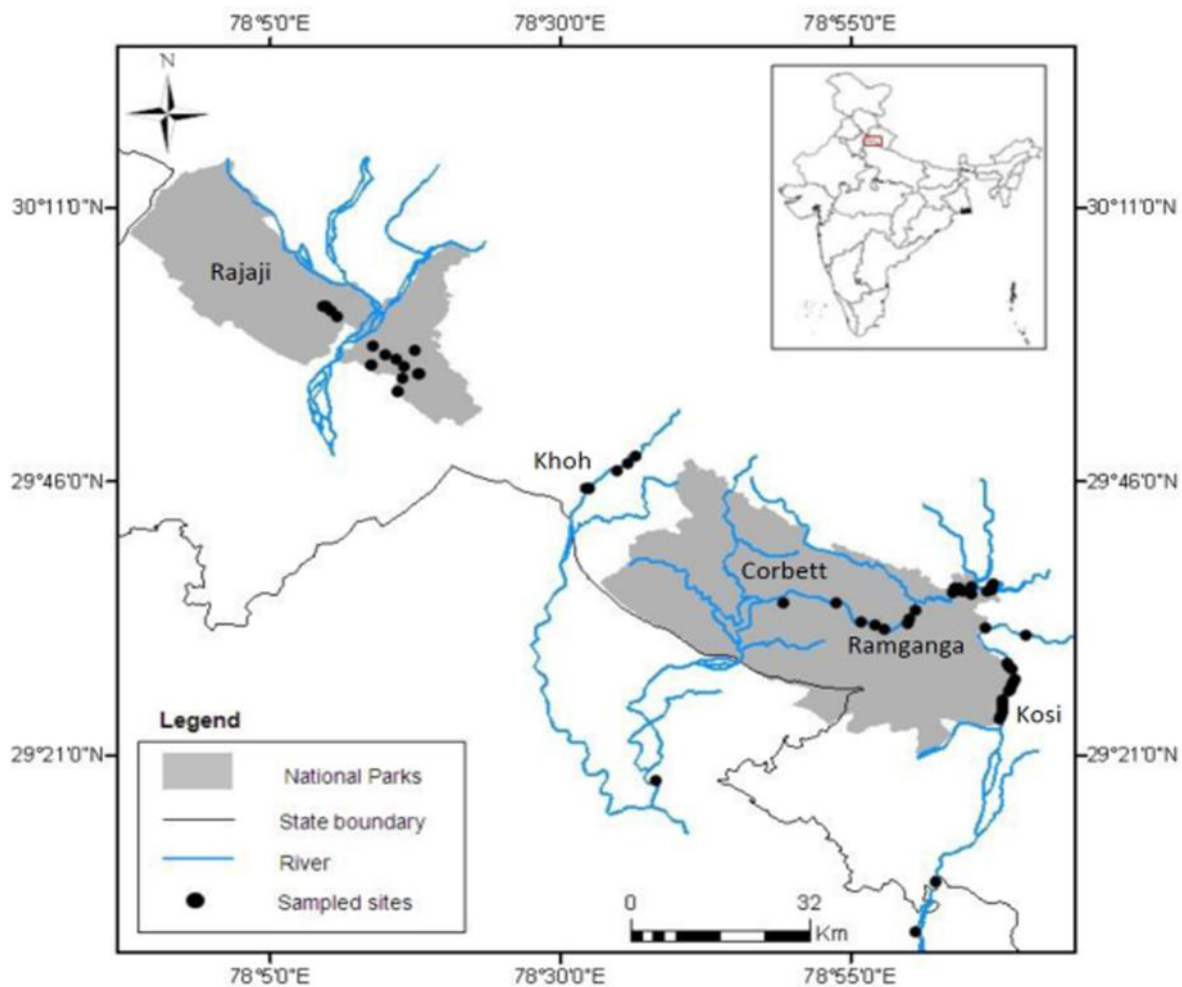 78°5'0"E 78°30'0"E 78°55'0"E
N
30°11'0"N 30°11'0"N
Rajaji
Khoh
29°46'0"N 29°46'0"N
Corbett
Ramganga
Kosi
29°21'0"N 29°21'0"N
Legend
National Parks
State boundary
River
Sampled sites
0 32
Km
78°5'0"E 78°30'0"E 78°55'0"E